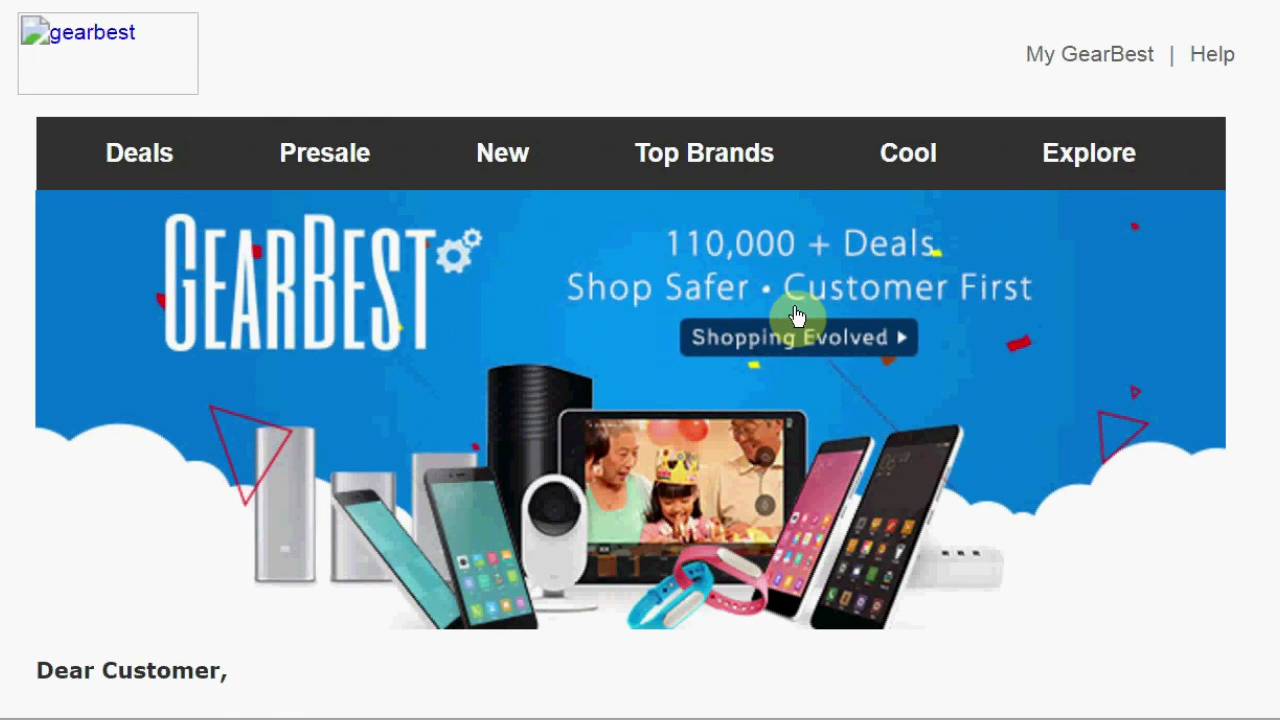 gearbest
My GearBest | Help
Deals Presale New Top Brands Cool Explore
GEARBEST
110,000 + Deals
Shop Safer • Customer First
Shopping Evolved
Dear Customer,